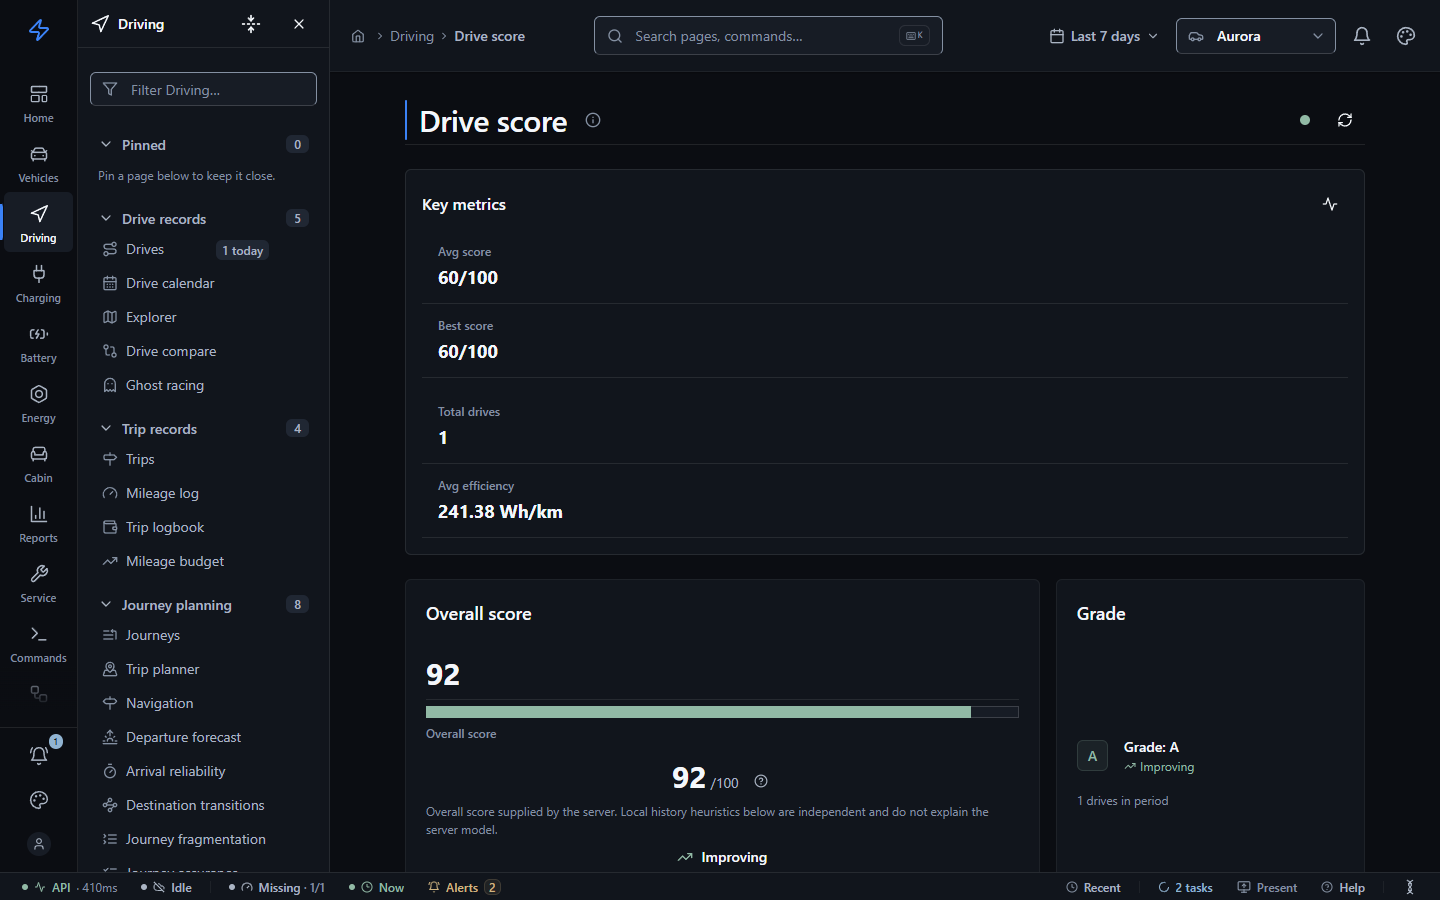 Driving
Driving
Drive score
Search pages, commands...
K
Last 7 days
Aurora
Home
Vehicles
Driving
Charging
Battery
Energy
Cabin
Reports
Service
Commands
1
Filter Driving...
Pinned
0
Pin a page below to keep it close.
Drive records
5
Drives
1 today
Drive calendar
Explorer
Drive compare
Ghost racing
Trip records
4
Trips
Mileage log
Trip logbook
Mileage budget
Journey planning
8
Journeys
Trip planner
Navigation
Departure forecast
Arrival reliability
Destination transitions
Journey fragmentation
Journey assurance
Drive score
Key metrics
Avg score
60/100
Best score
60/100
Total drives
1
Avg efficiency
241.38 Wh/km
Overall score
92
Overall score
92 /100
Overall score supplied by the server. Local history heuristics below are independent and do not explain the
server model.
Improving
Grade
A
Grade: A
Improving
1 drives in period
API · 410ms
Idle
Missing · 1/1
Now
Alerts 2
Recent
2 tasks
Present
Help